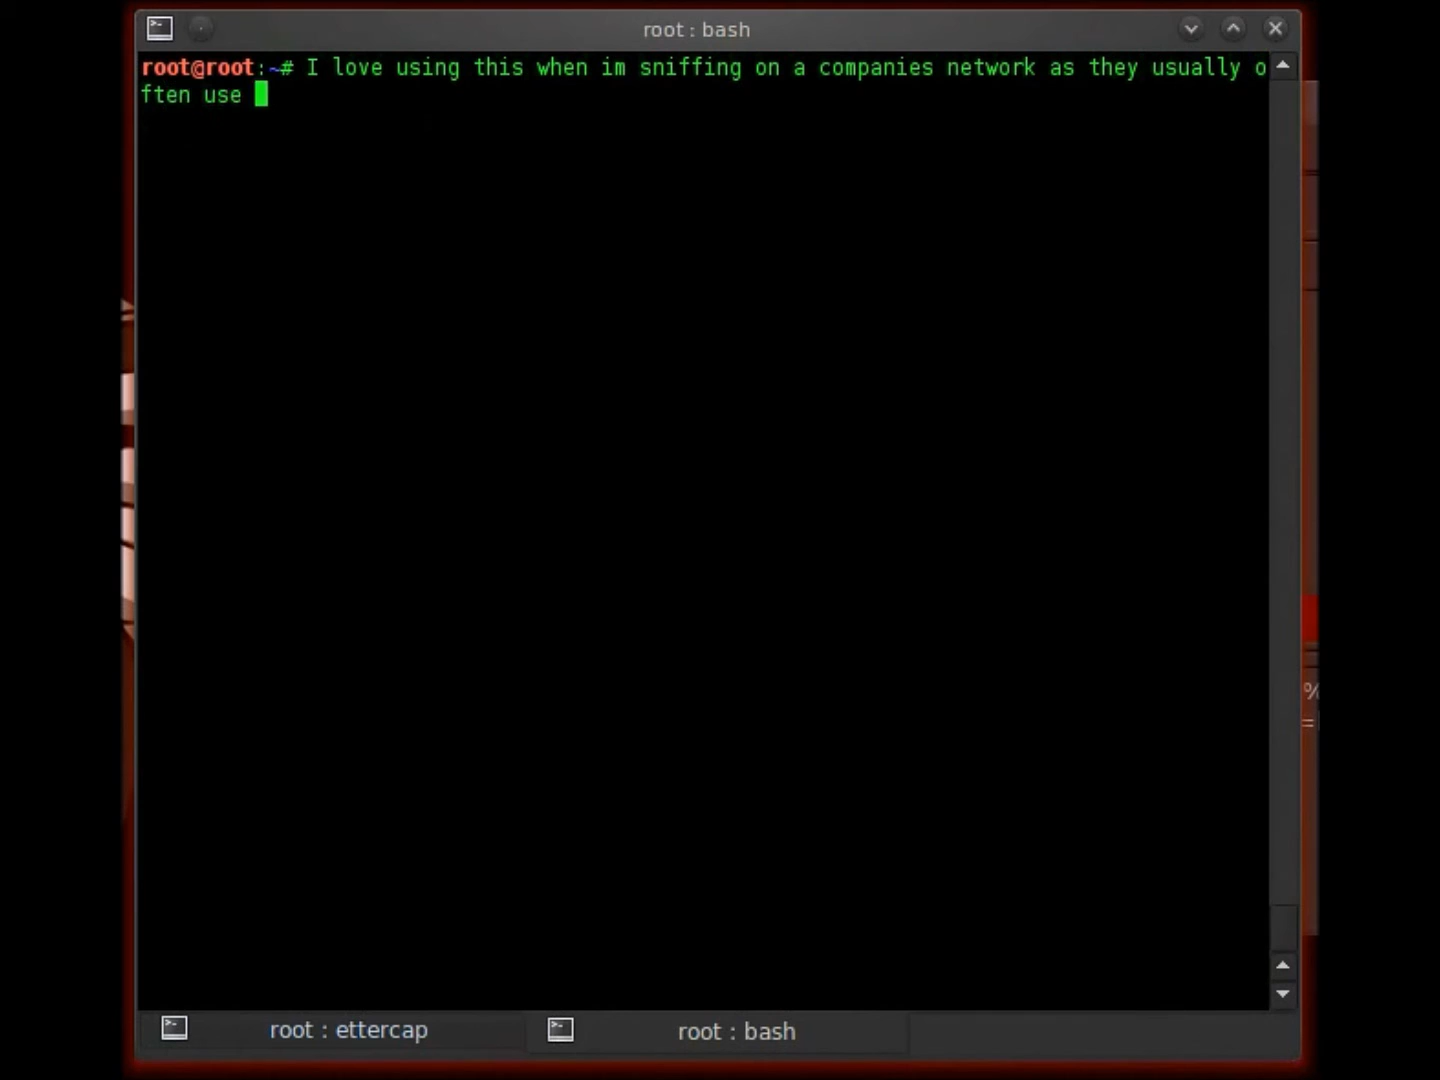 root : bash
root@root:~# I love using this when im sniffing on a companies network as they usually o
ften use
%
=
root : ettercap
root : bash